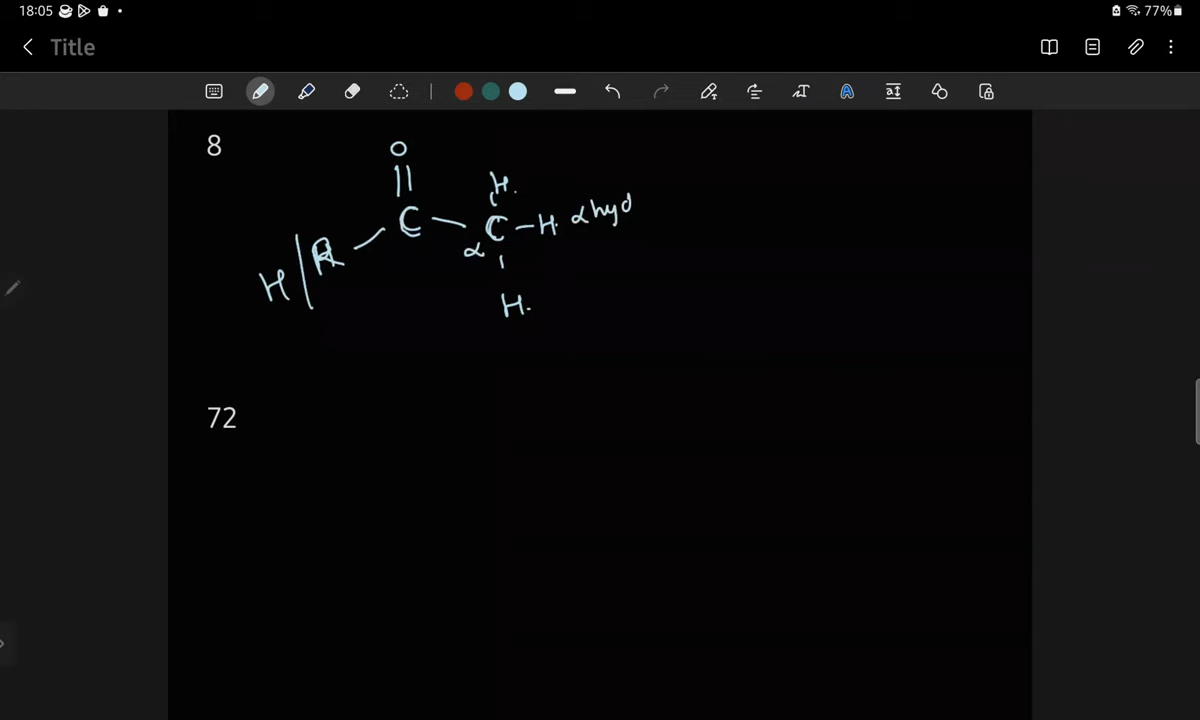 18:05 77%
Title
8
O
||
H/R — C — C — H. α hyd
H.
α
H.
72